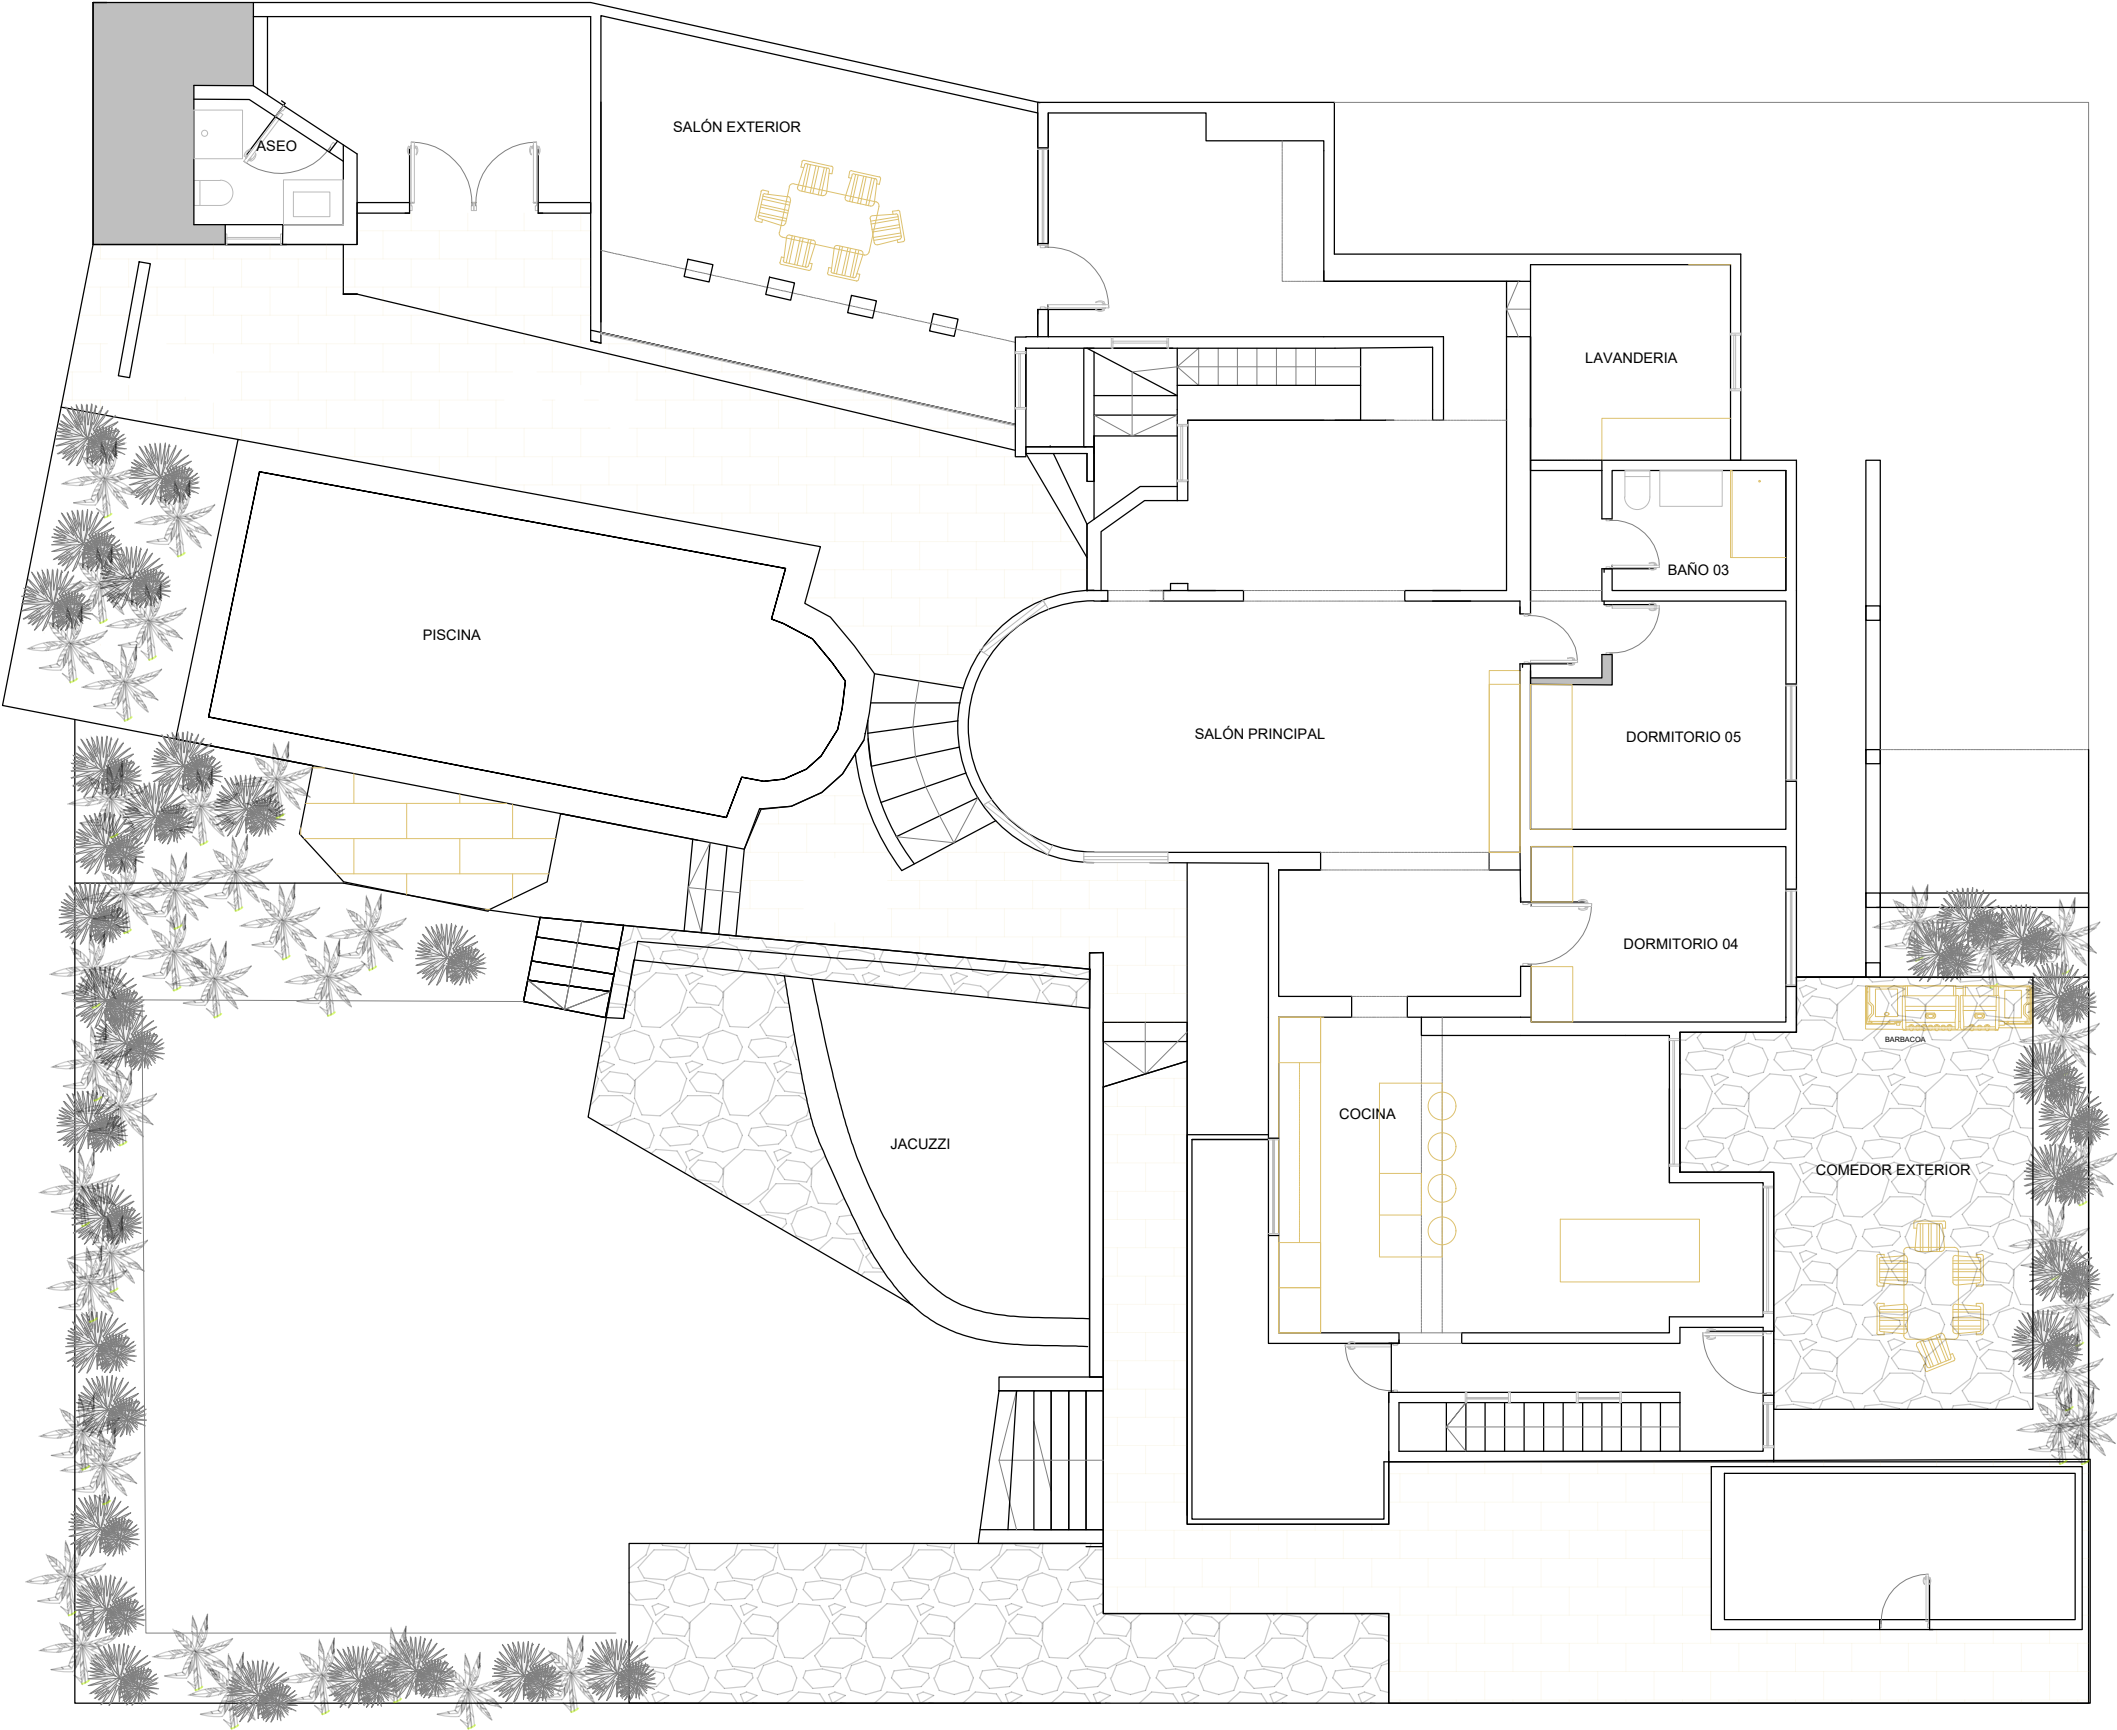 SALÓN EXTERIOR
ASEO
LAVANDERIA
BAÑO 03
PISCINA
SALÓN PRINCIPAL
DORMITORIO 05
DORMITORIO 04
BARBACOA
COCINA
JACUZZI
COMEDOR EXTERIOR